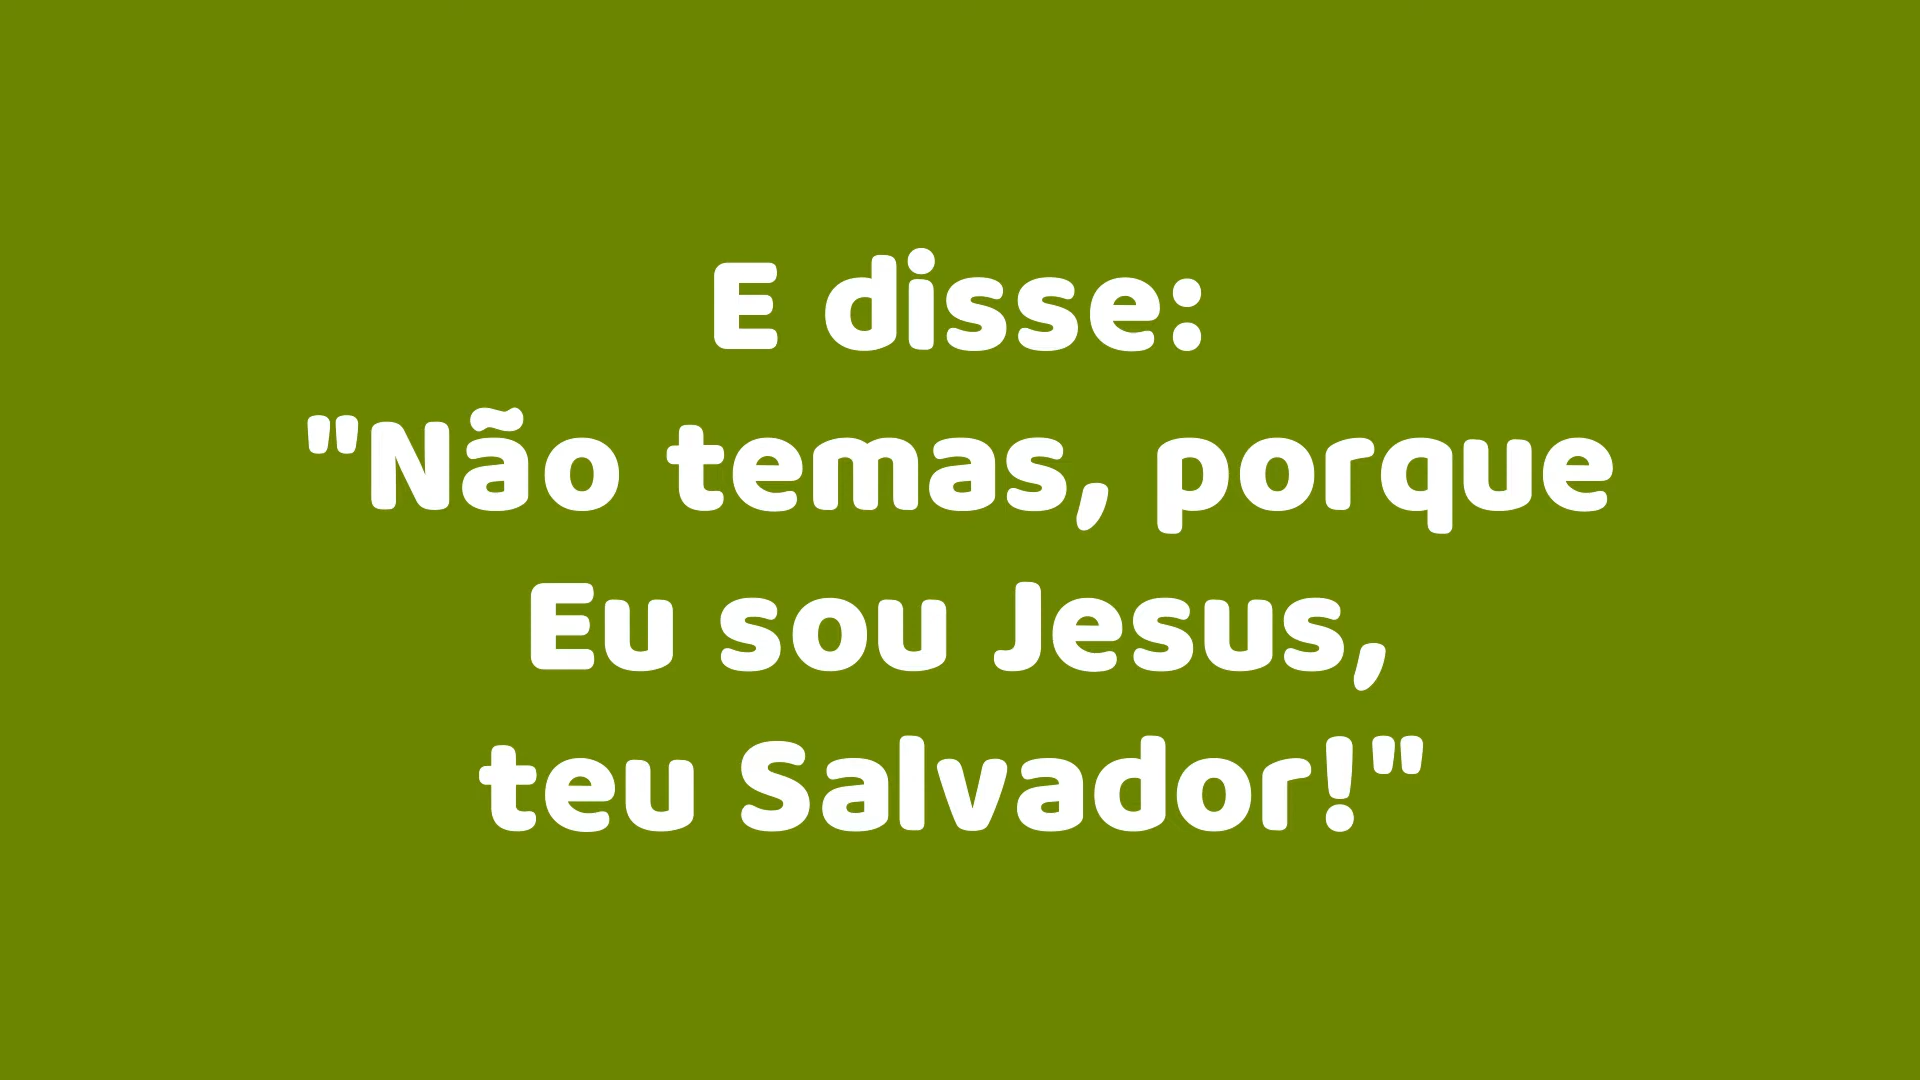 E disse:
"Não temas, porque
Eu sou Jesus,
teu Salvador!"